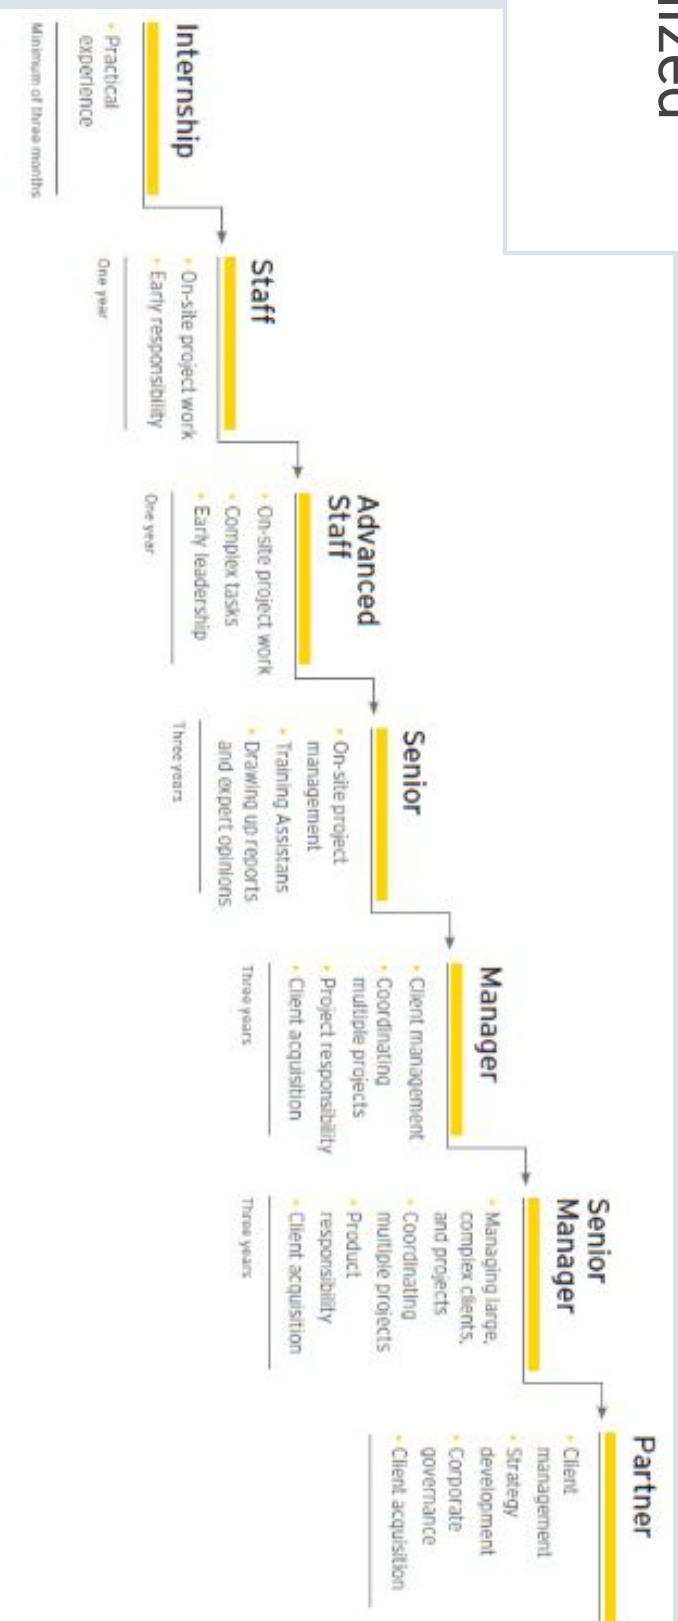 Internship
Practical
experience
Minimum of three months
Staff
On-site project work
Early responsibility
One year
Advanced
Staff
On-site project work
Complex tasks
Early leadership
One year
Senior
On-site project
management
Training Assistans
Drawing up reports
and expert opinions
Three years
Manager
Client management
Coordinating
multiple projects
Project responsibility
Client acquisition
Three years
Senior
Manager
Managing large,
complex clients,
and projects
Coordinating
multiple projects
Product
responsibility
Client acquisition
Three years
Partner
Client
management
Strategy
development
Corporate
governance
Client acquisition